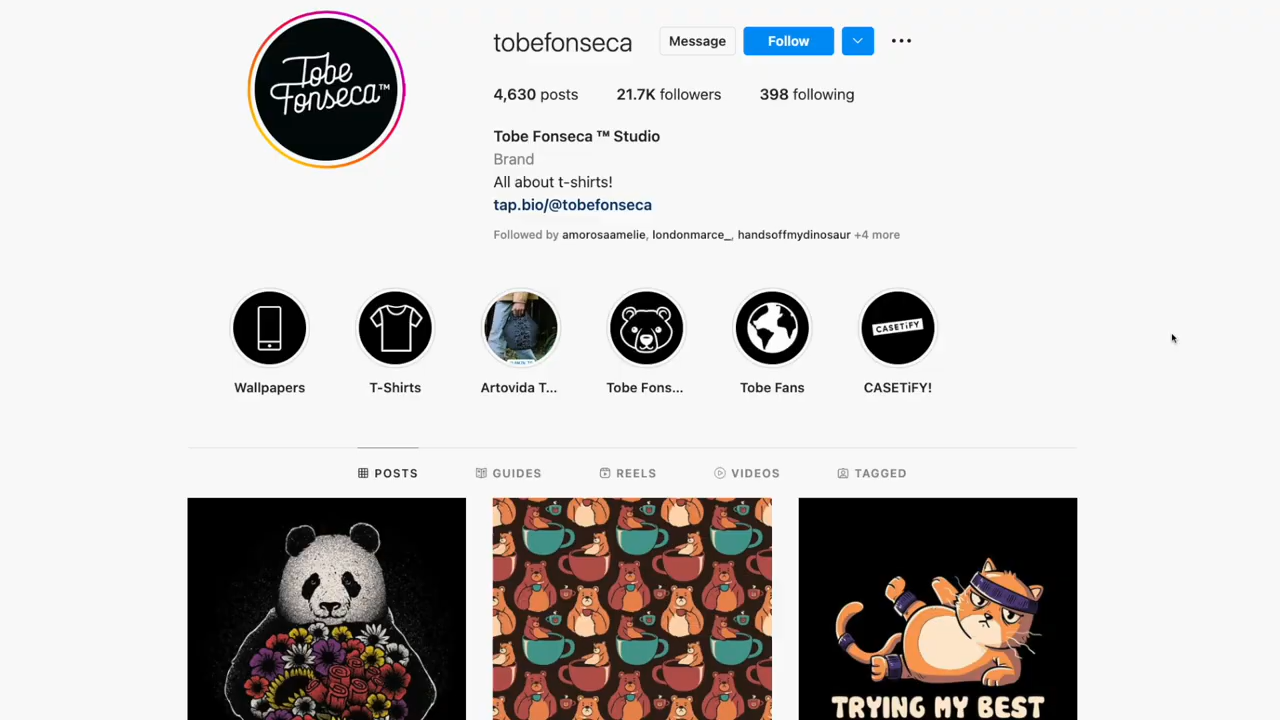 Tobe
Fonseca™
tobefonseca
Message
Follow
4,630 posts
21.7K followers
398 following
Tobe Fonseca ™ Studio
Brand
All about t-shirts!
tap.bio/@tobefonseca
Followed by amorosaamelie, londonmarce_, handsoffmydinosaur +4 more
CASETiFY
Wallpapers
T-Shirts
Artovida T...
Tobe Fons...
Tobe Fans
CASETiFY!
POSTS
GUIDES
REELS
VIDEOS
TAGGED
TRYING MY BEST